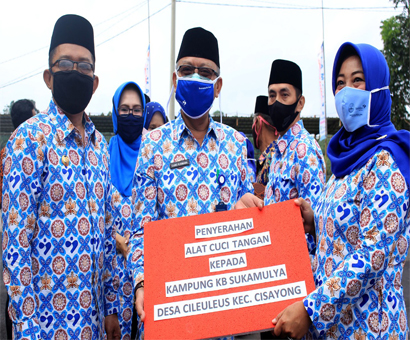 PENYERAHAN
ALAT CUCI TANGAN
KEPADA
KAMPUNG KB SUKAMULYA
DESA CILEULEUS KEC. CISAYONG